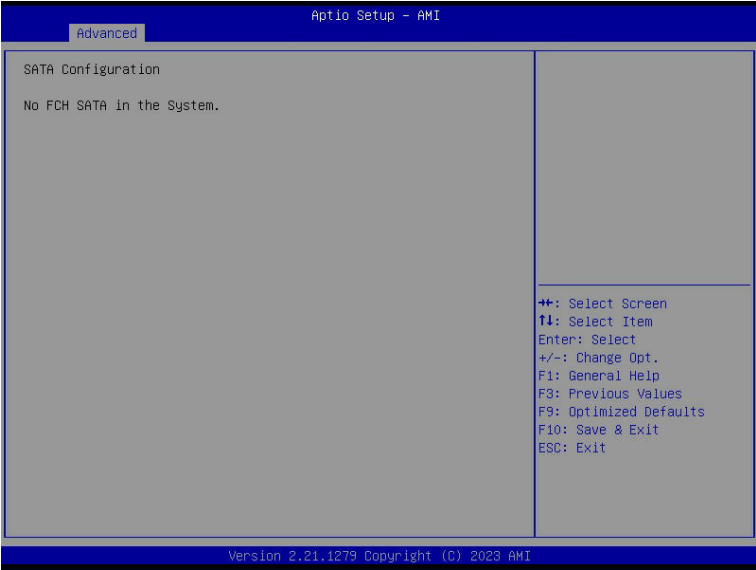 Aptio Setup – AMI
Advanced
SATA Configuration
No FCH SATA in the System.
→←: Select Screen
↑↓: Select Item
Enter: Select
+/-: Change Opt.
F1: General Help
F3: Previous Values
F9: Optimized Defaults
F10: Save & Exit
ESC: Exit
Version 2.21.1279 Copyright (C) 2023 AMI